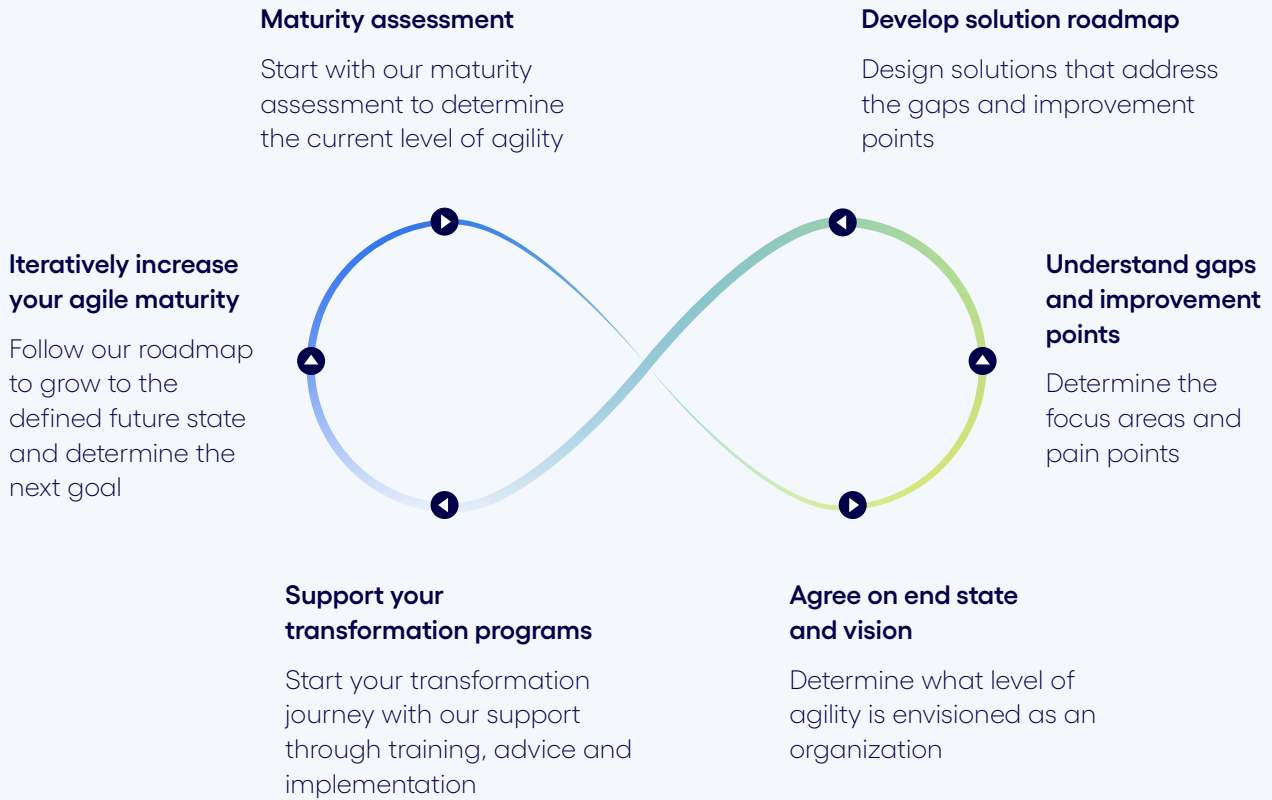 Maturity assessment
Start with our maturity
assessment to determine
the current level of agility
Develop solution roadmap
Design solutions that address
the gaps and improvement
points
Iteratively increase
your agile maturity
Follow our roadmap
to grow to the
defined future state
and determine the
next goal
Understand gaps
and improvement
points
Determine the
focus areas and
pain points
Support your
transformation programs
Start your transformation
journey with our support
through training, advice and
implementation
Agree on end state
and vision
Determine what level of
agility is envisioned as an
organization